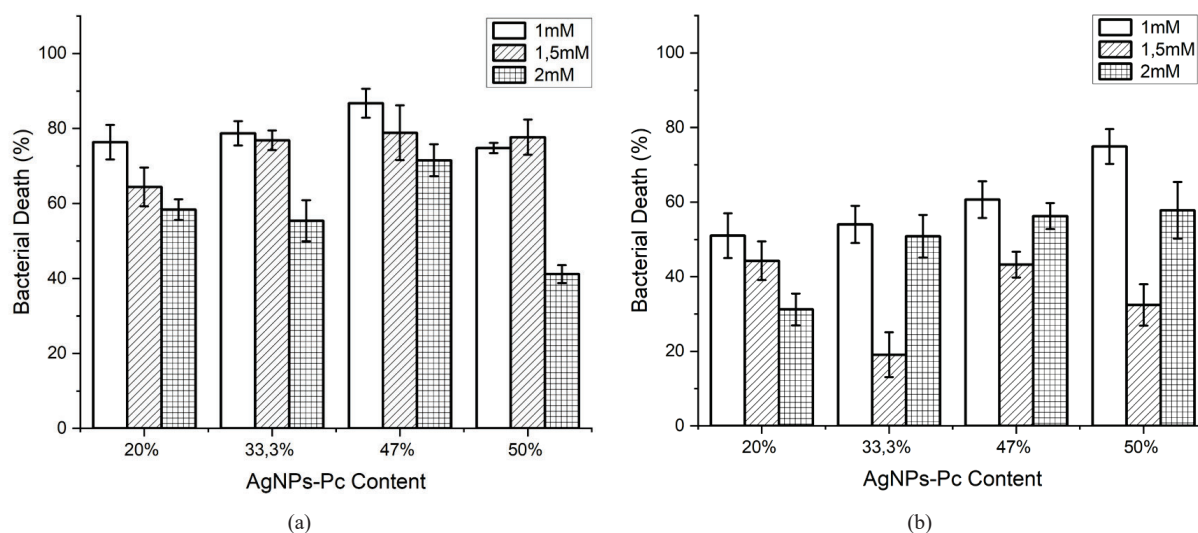 1mM
1,5mM
2mM
100
80
60
40
20
0
Bacterial Death (%)
20%
33,3%
47%
50%
AgNPs-Pc Content
(a)
1mM
1,5mM
2mM
100
80
60
40
20
0
Bacterial Death (%)
20%
33,3%
47%
50%
AgNPs-Pc Content
(b)